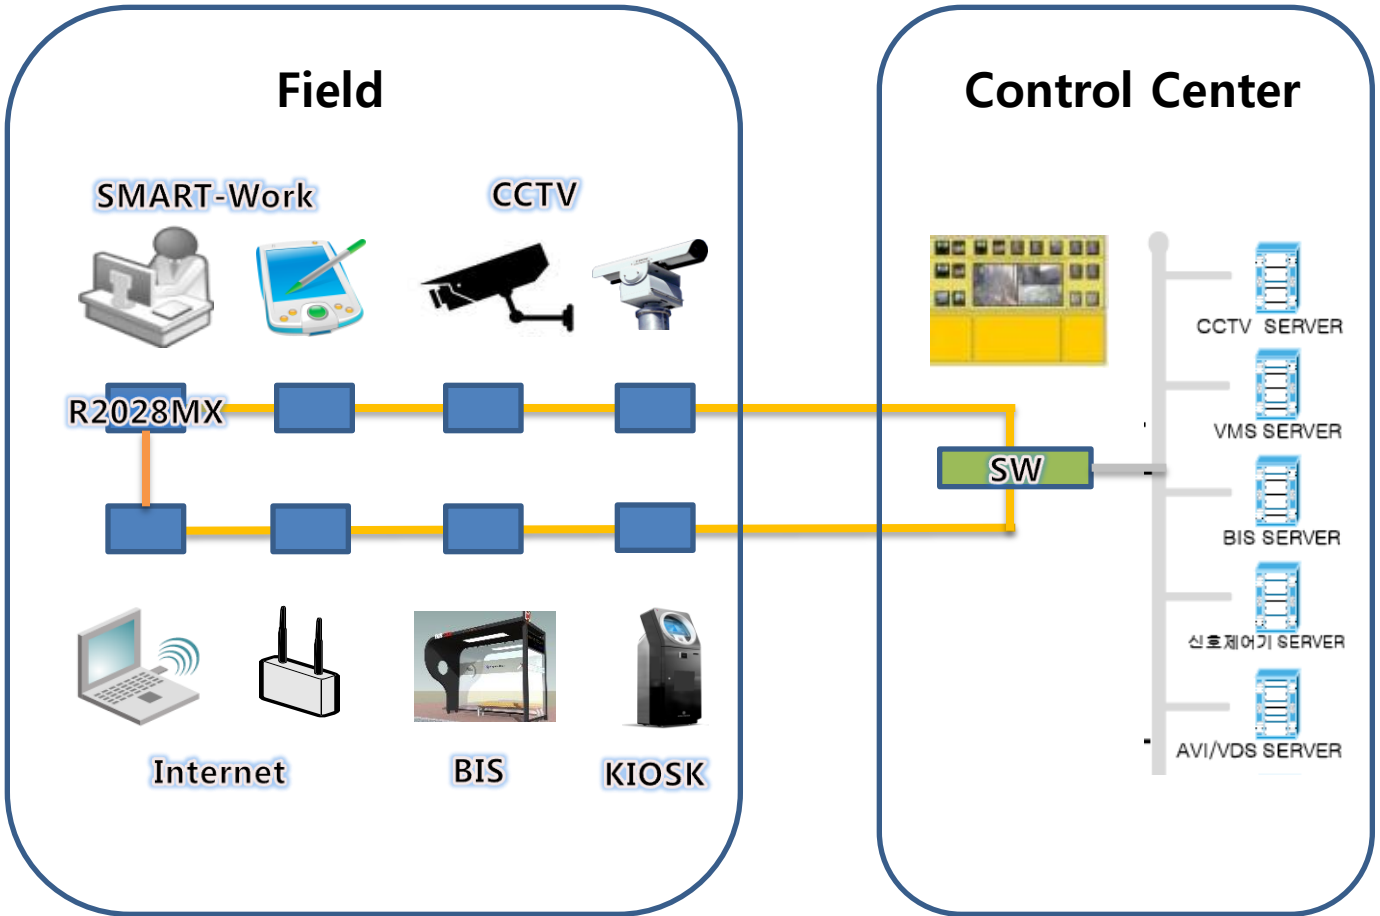 Field
Control Center
SMART-Work
CCTV
R2028MX
SW
Internet
BIS
KIOSK
CCTV SERVER
VMS SERVER
BIS SERVER
신호제어기 SERVER
AVI/VDS SERVER